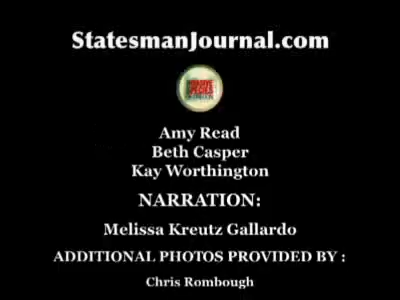 StatesmanJournal.com
Amy Read
Beth Casper
Kay Worthington
NARRATION:
Melissa Kreutz Gallardo
ADDITIONAL PHOTOS PROVIDED BY :
Chris Rombough